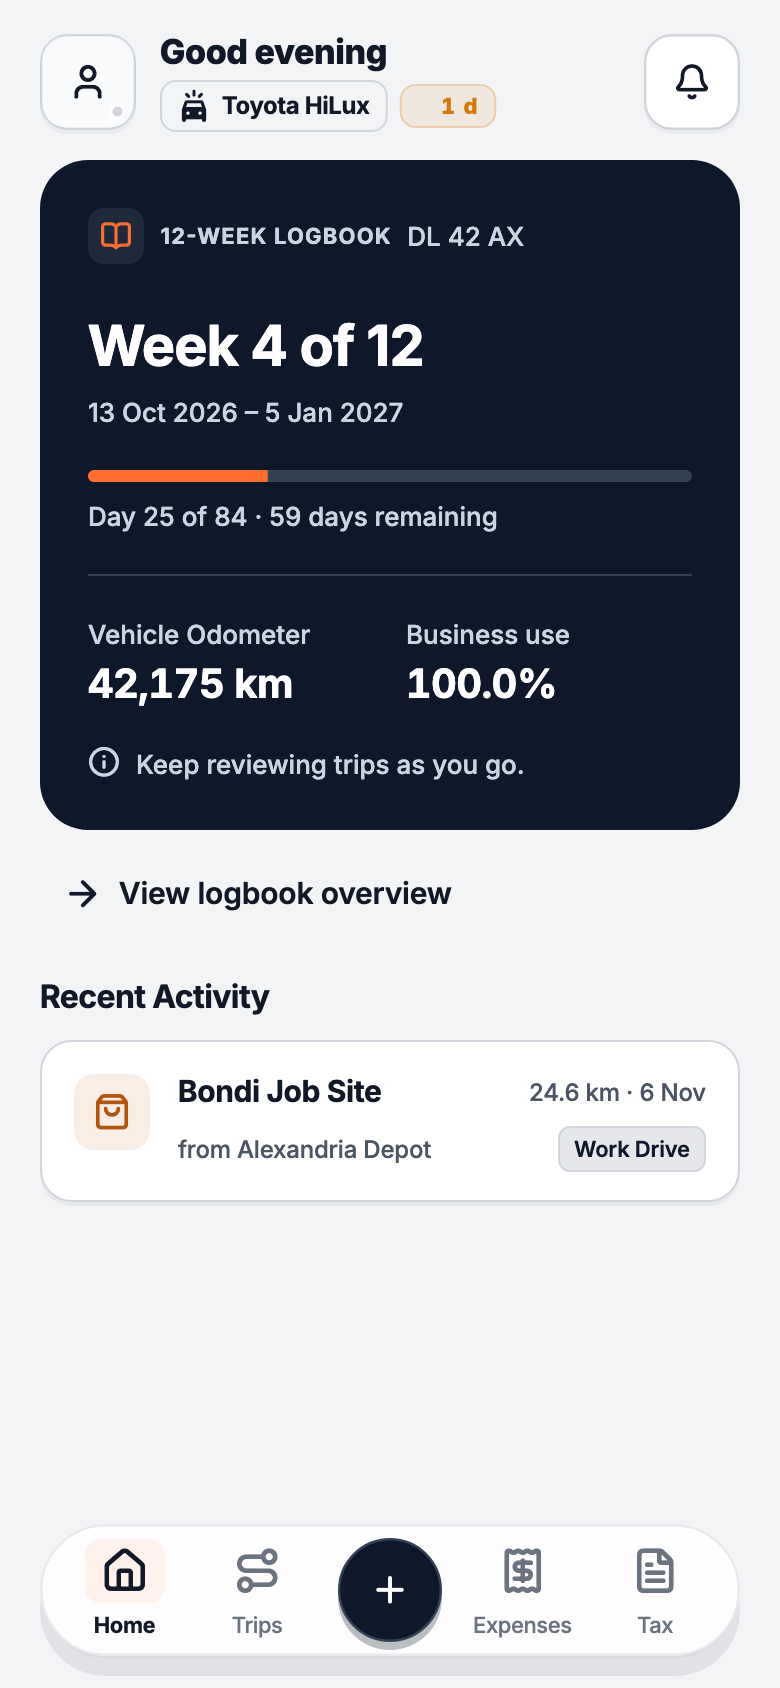 Good evening
Toyota HiLux
1 d
12-WEEK LOGBOOK DL 42 AX
Week 4 of 12
13 Oct 2026 – 5 Jan 2027
Day 25 of 84 · 59 days remaining
Vehicle Odometer
Business use
42,175 km
100.0%
Keep reviewing trips as you go.
View logbook overview
Recent Activity
Bondi Job Site
24.6 km · 6 Nov
from Alexandria Depot
Work Drive
Home
Trips
Expenses
Tax